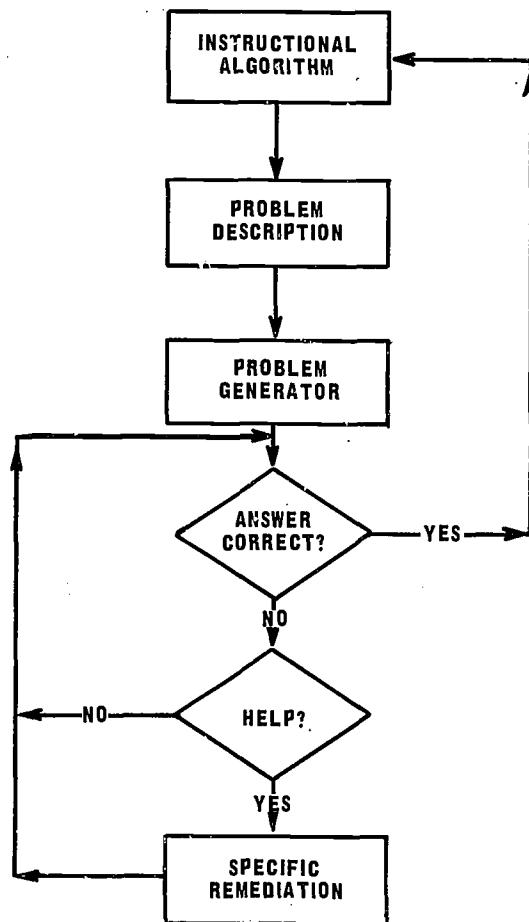 INSTRUCTIONAL
ALGORITHM
PROBLEM
DESCRIPTION
PROBLEM
GENERATOR
ANSWER
CORRECT?
YES
NO
HELP?
NO
YES
SPECIFIC
REMEDIATION